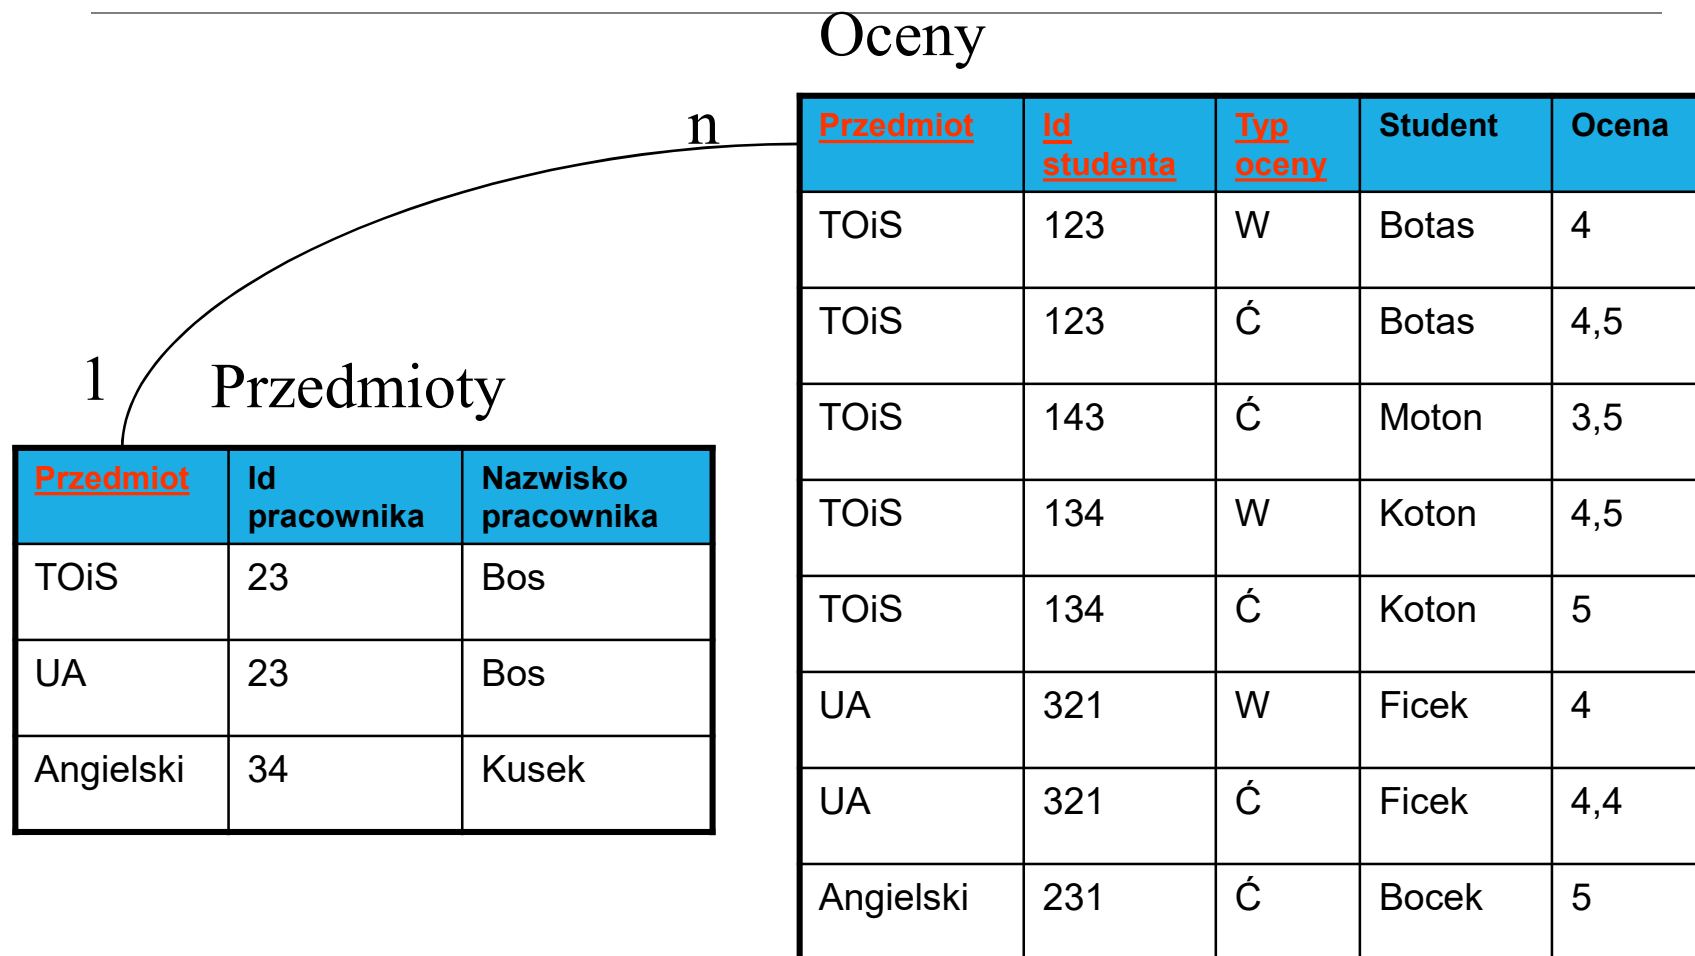 Oceny
n
Przedmiot Id studenta Typ oceny Student Ocena
TOiS 123 W Botas 4
TOiS 123 Ć Botas 4,5
TOiS 143 Ć Moton 3,5
TOiS 134 W Koton 4,5
TOiS 134 Ć Koton 5
UA 321 W Ficek 4
UA 321 Ć Ficek 4,4
Angielski 231 Ć Bocek 5
1
Przedmioty
Przedmiot Id pracownika Nazwisko pracownika
TOiS 23 Bos
UA 23 Bos
Angielski 34 Kusek